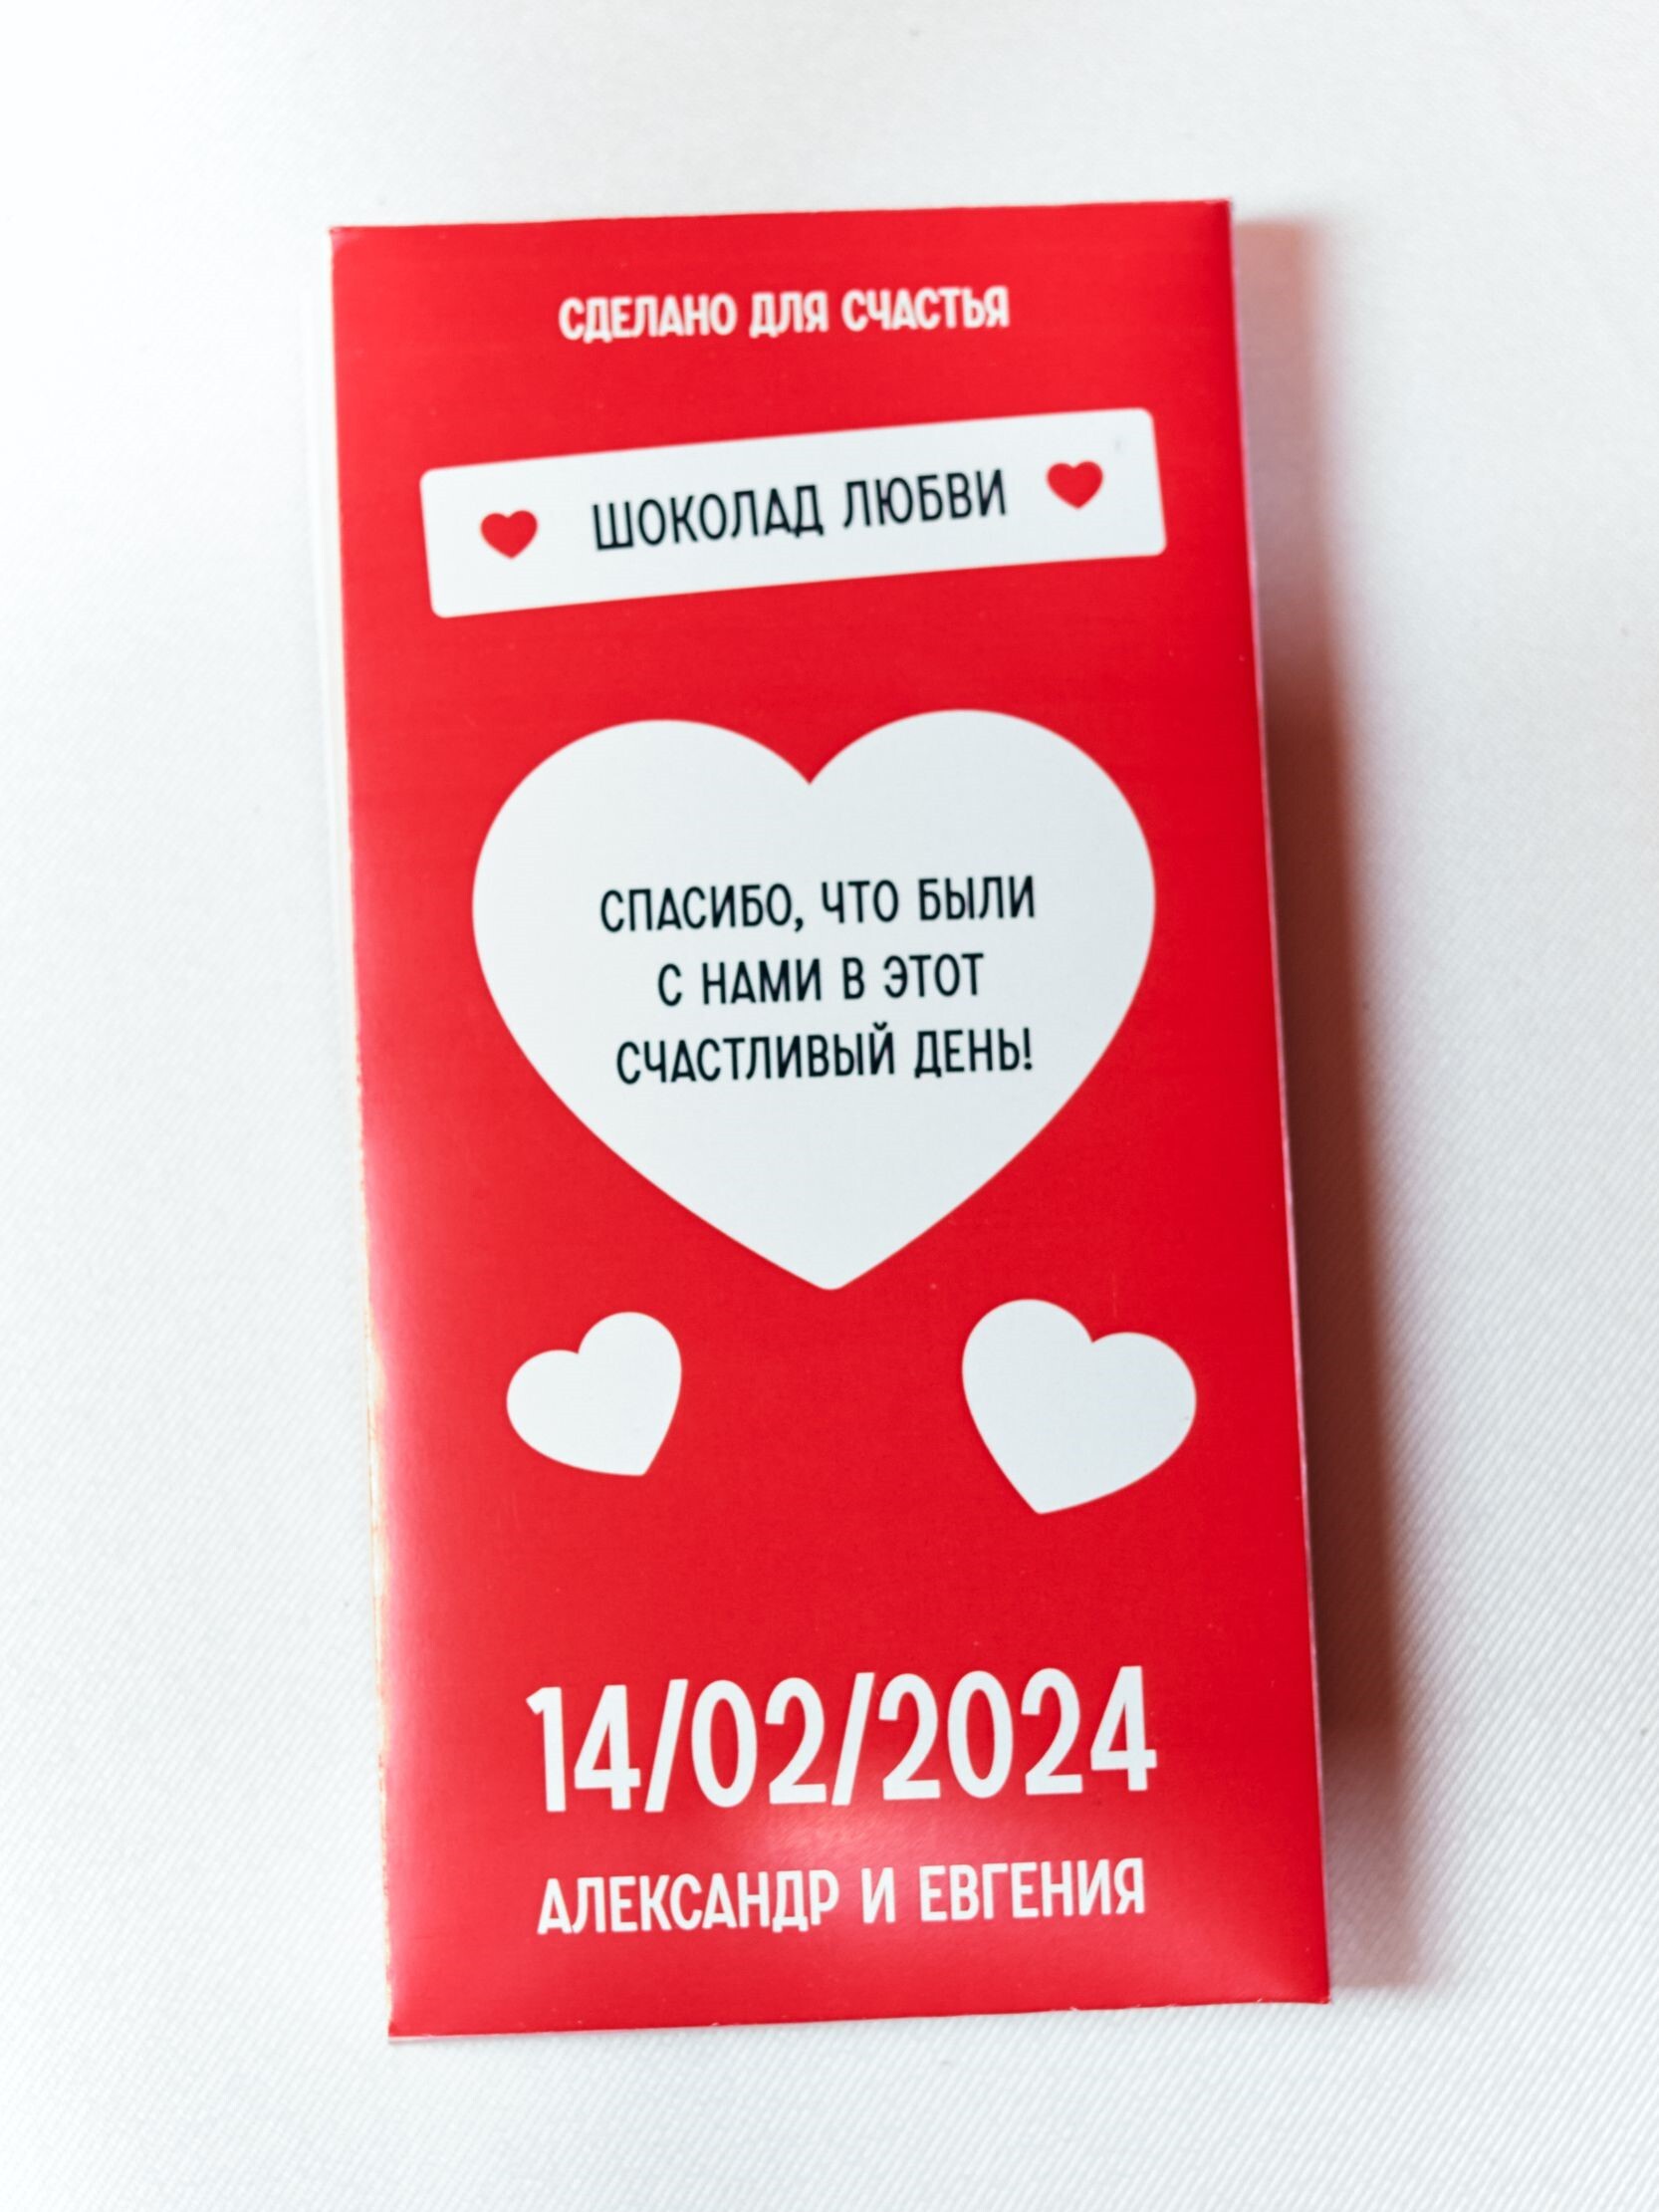 СДЕЛАНО ДЛЯ СЧАСТЬЯ
ШОКОЛАД ЛЮБВИ
СПАСИБО, ЧТО БЫЛИ
С НАМИ В ЭТОТ
СЧАСТЛИВЫЙ ДЕНЬ!
14/02/2024
АЛЕКСАНДР И ЕВГЕНИЯ